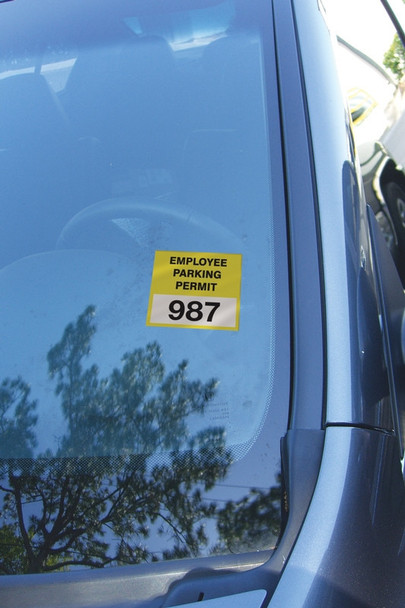 EMPLOYEE
PARKING
PERMIT
987